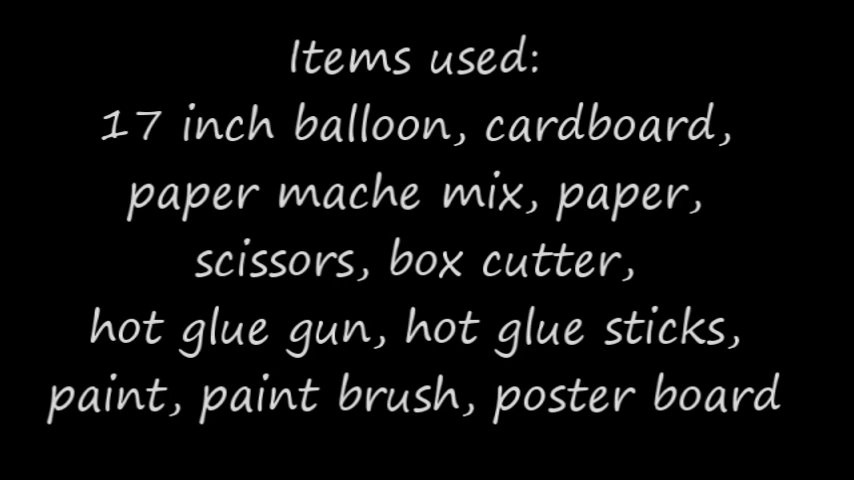 Items used:
17 inch balloon, cardboard,
paper mache mix, paper,
scissors, box cutter,
hot glue gun, hot glue sticks,
paint, paint brush, poster board